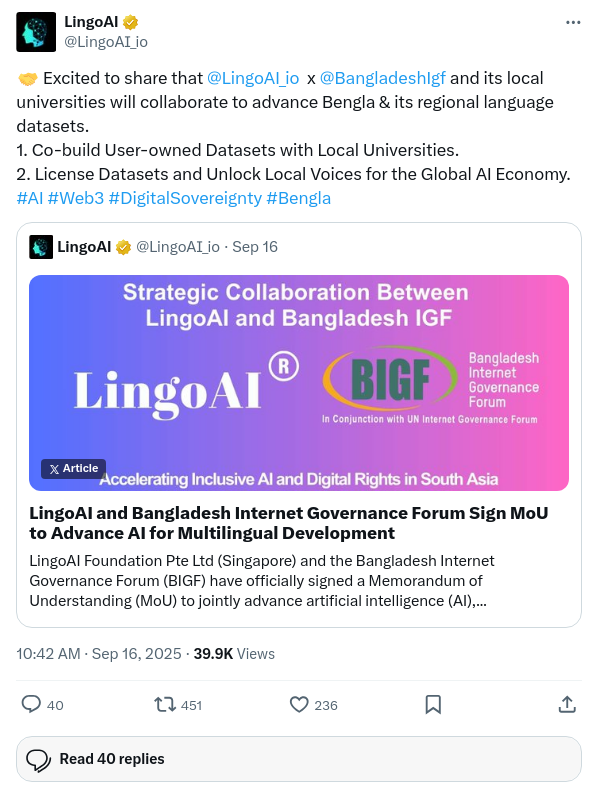 LingoAI
@LingoAI_io
🤝 Excited to share that @LingoAI_io x @BangladeshIgf and its local
universities will collaborate to advance Bengla & its regional language
datasets.
1. Co-build User-owned Datasets with Local Universities.
2. License Datasets and Unlock Local Voices for the Global AI Economy.
#AI #Web3 #DigitalSovereignty #Bengla
LingoAI @LingoAI_io · Sep 16
Strategic Collaboration Between
LingoAI and Bangladesh IGF
LingoAI®
BIGF
Bangladesh
Internet
Governance
Forum
In Conjunction with UN Internet Governance Forum
Article
Accelerating Inclusive AI and Digital Rights in South Asia
LingoAI and Bangladesh Internet Governance Forum Sign MoU
to Advance AI for Multilingual Development
LingoAI Foundation Pte Ltd (Singapore) and the Bangladesh Internet
Governance Forum (BIGF) have officially signed a Memorandum of
Understanding (MoU) to jointly advance artificial intelligence (AI),...
10:42 AM · Sep 16, 2025 · 39.9K Views
40 451 236
Read 40 replies